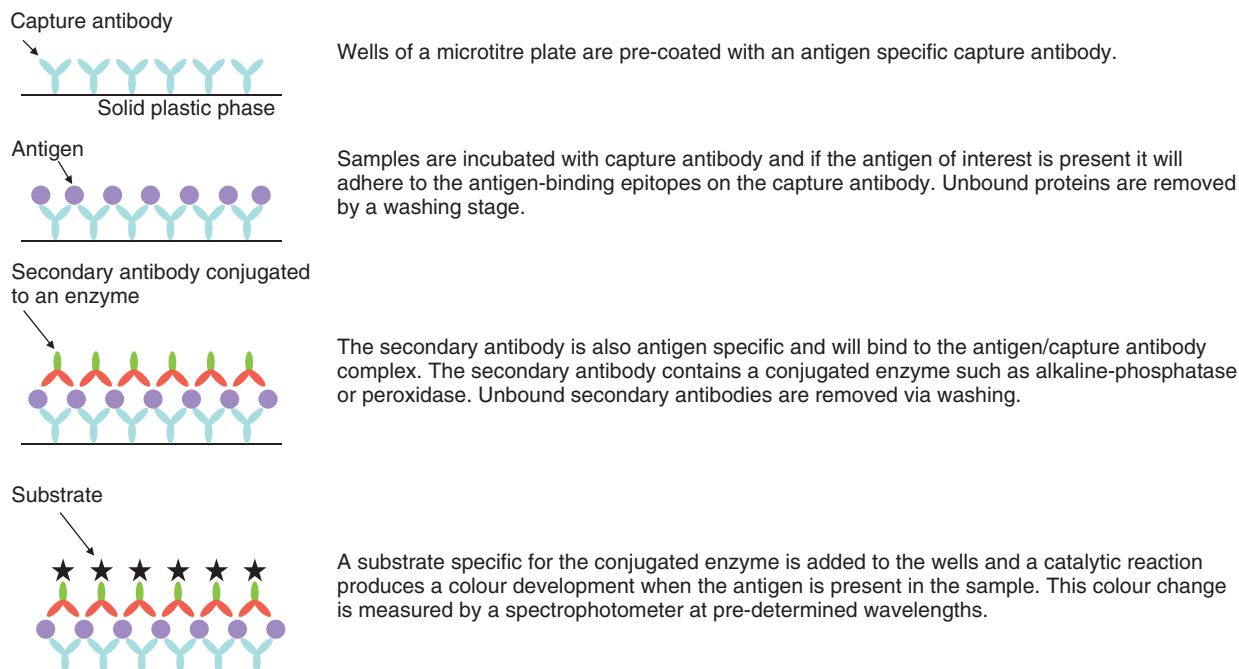 Capture antibody
Wells of a microtitre plate are pre-coated with an antigen specific capture antibody.
Solid plastic phase
Antigen
Samples are incubated with capture antibody and if the antigen of interest is present it will
adhere to the antigen-binding epitopes on the capture antibody. Unbound proteins are removed
by a washing stage.
Secondary antibody conjugated
to an enzyme
The secondary antibody is also antigen specific and will bind to the antigen/capture antibody
complex. The secondary antibody contains a conjugated enzyme such as alkaline-phosphatase
or peroxidase. Unbound secondary antibodies are removed via washing.
Substrate
A substrate specific for the conjugated enzyme is added to the wells and a catalytic reaction
produces a colour development when the antigen is present in the sample. This colour change
is measured by a spectrophotometer at pre-determined wavelengths.